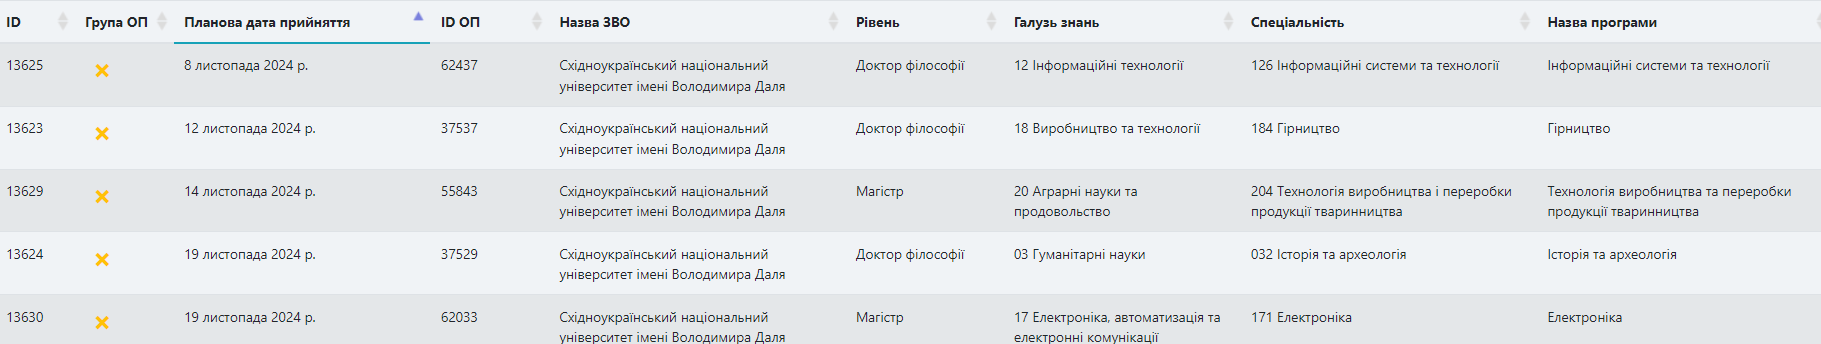 ID Група ОП Планова дата прийняття ID ОП Назва ЗВО Рівень Галузь знань Спеціальність Назва програми
13625 8 листопада 2024 р. 62437 Східноукраїнський національний Доктор філософії 12 Інформаційні технології 126 Інформаційні системи та технології Інформаційні системи та технології
університет імені Володимира Даля
13623 12 листопада 2024 р. 37537 Східноукраїнський національний Доктор філософії 18 Виробництво та технології 184 Гірництво Гірництво
університет імені Володимира Даля
13629 14 листопада 2024 р. 55843 Східноукраїнський національний Магістр 20 Аграрні науки та 204 Технологія виробництва і переробки Технологія виробництва та переробки
університет імені Володимира Даля продовольство продукції тваринництва продукції тваринництва
13624 19 листопада 2024 р. 37529 Східноукраїнський національний Доктор філософії 03 Гуманітарні науки 032 Історія та археологія Історія та археологія
університет імені Володимира Даля
13630 19 листопада 2024 р. 62033 Східноукраїнський національний Магістр 17 Електроніка, автоматизація та 171 Електроніка Електроніка
університет імені Володимира Даля електронні комунікації